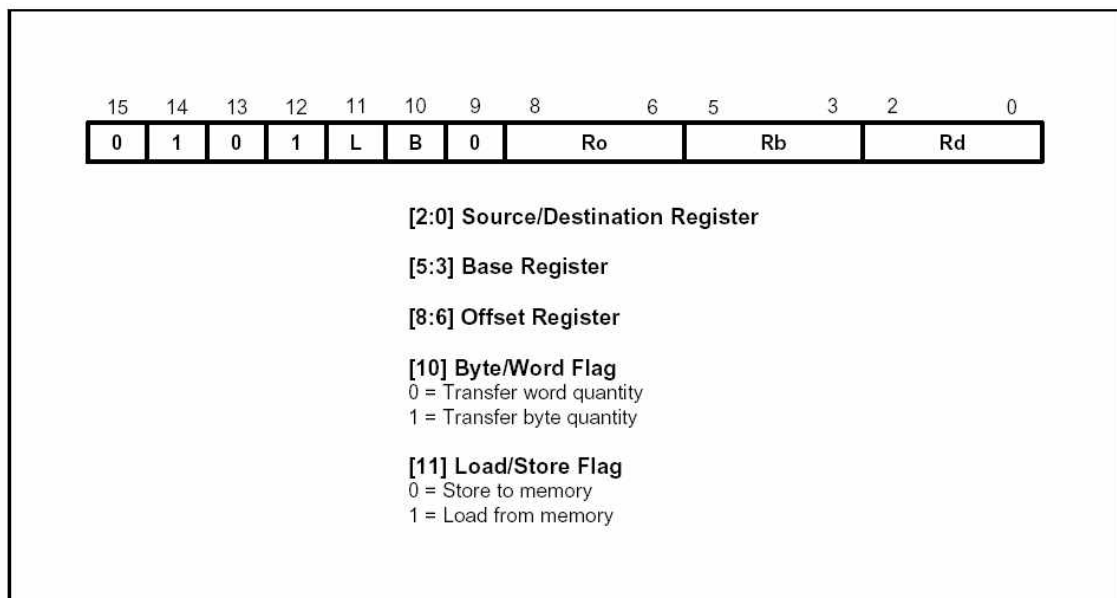 15 14 13 12 11 10 9 8 6 5 3 2 0
0 1 0 1 L B 0 Ro Rb Rd
[2:0] Source/Destination Register
[5:3] Base Register
[8:6] Offset Register
[10] Byte/Word Flag
0 = Transfer word quantity
1 = Transfer byte quantity
[11] Load/Store Flag
0 = Store to memory
1 = Load from memory